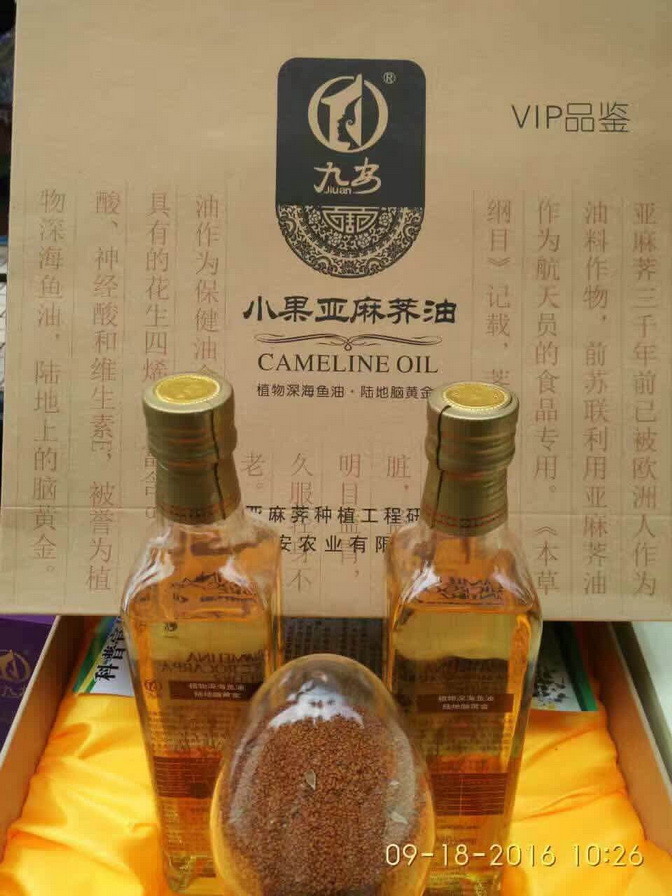 VIP品鉴
®
九安
Jiuan
小果亚麻荠油
CAMELINE OIL
植物深海鱼油·陆地脑黄金
亚麻荠三千年前已被欧洲人作为
油料作物，前苏联利用亚麻荠油
作为航天员的食品专用。《本草
纲目》记载，
脏，
明目
久服
不
老。
油作为保健油
具有的花生四烯
酸、神经酸和维生素E，被誉为植
物深海鱼油，陆地上的脑黄金。
亚麻荠种植工程研
安农业有限
植物深海鱼油
陆地脑黄金
植物深海鱼油
陆地脑黄金
九安
09-18-2016 10:26